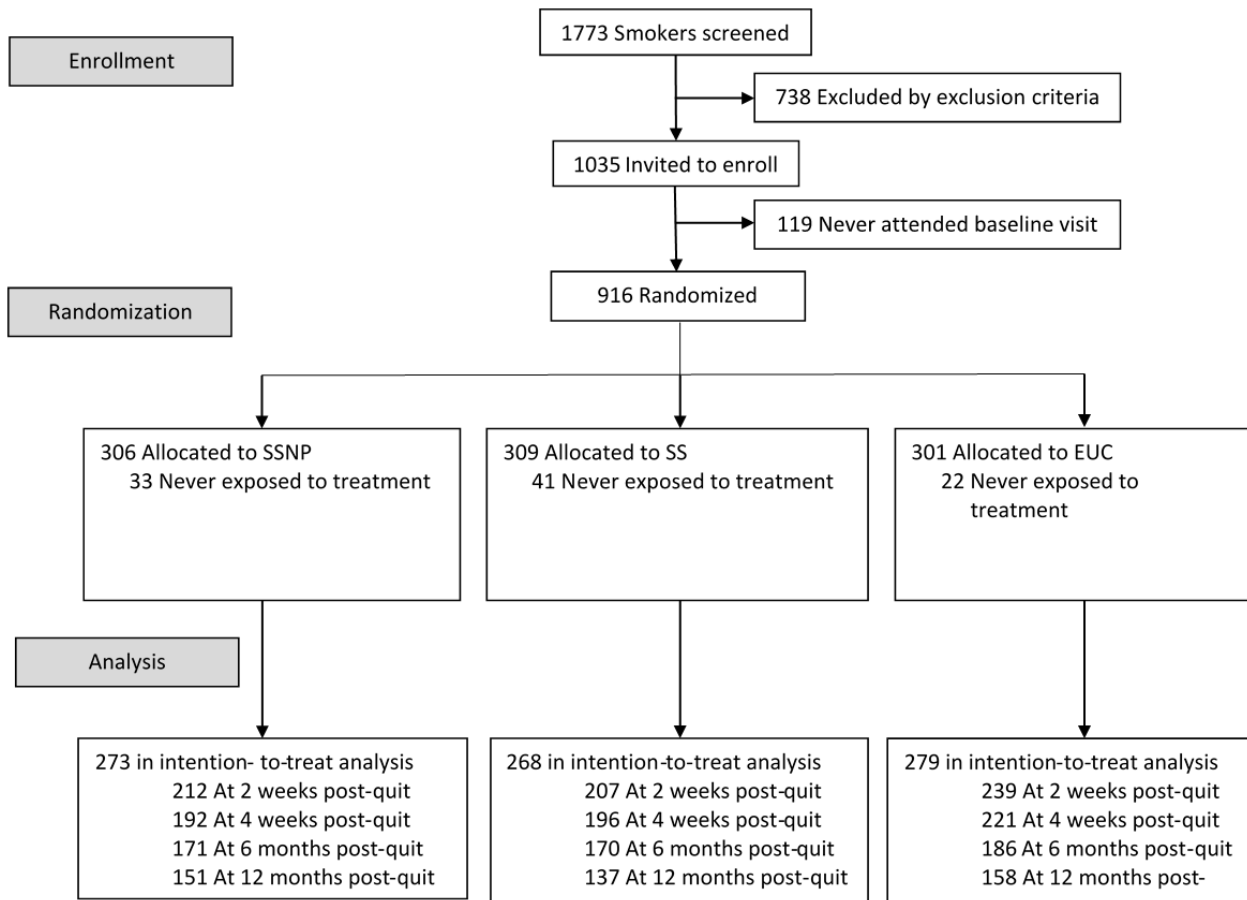 1773 Smokers screened
Enrollment
738 Excluded by exclusion criteria
1035 Invited to enroll
119 Never attended baseline visit
916 Randomized
Randomization
306 Allocated to SSNP
33 Never exposed to treatment
309 Allocated to SS
41 Never exposed to treatment
301 Allocated to EUC
22 Never exposed to
treatment
Analysis
273 in intention- to-treat analysis
212 At 2 weeks post-quit
192 At 4 weeks post-quit
171 At 6 months post-quit
151 At 12 months post-quit
268 in intention-to-treat analysis
207 At 2 weeks post-quit
196 At 4 weeks post-quit
170 At 6 months post-quit
137 At 12 months post-quit
279 in intention-to-treat analysis
239 At 2 weeks post-quit
221 At 4 weeks post-quit
186 At 6 months post-quit
158 At 12 months post-